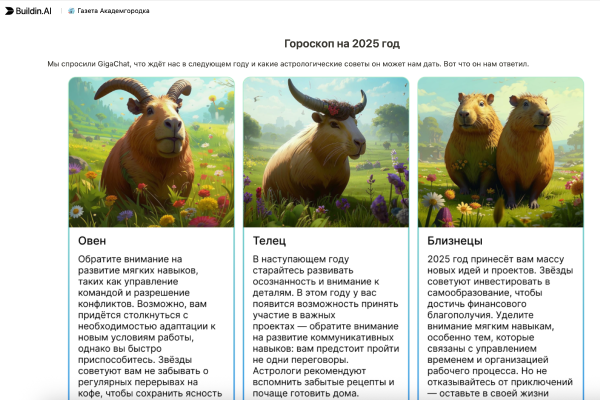 Buildin.AI
Газета Академгородка
Гороскоп на 2025 год
Мы спросили GigaChat, что ждёт нас в следующем году и какие астрологические советы он может нам дать. Вот что он нам ответил.
Овен
Обратите внимание на
развитие мягких навыков,
таких как управление
командой и разрешение
конфликтов. Возможно, вам
придётся столкнуться с
необходимостью адаптации к
новым условиям работы,
однако вы быстро
приспособитесь. Звёзды
советуют вам не забывать о
регулярных перерывах на
кофе, чтобы сохранить ясность
Телец
В наступающем году
старайтесь развивать
осознанность и внимание к
деталям. В этом году у вас
появится возможность принять
участие в важных
проектах — обратите внимание
на развитие коммуникативных
навыков: вам предстоит пройти
не одни переговоры.
Астрологи рекомендуют
вспомнить забытые рецепты и
почаще готовить дома.
Близнецы
2025 год принесёт вам массу
новых идей и проектов. Звёзды
советуют инвестировать в
самообразование, чтобы
достичь финансового
благополучия. Уделите
внимание мягким навыкам,
особенно тем, которые
связаны с управлением
временем и организацией
рабочего процесса. Но не
отказывайтесь от приключений
— оставьте в своей жизни